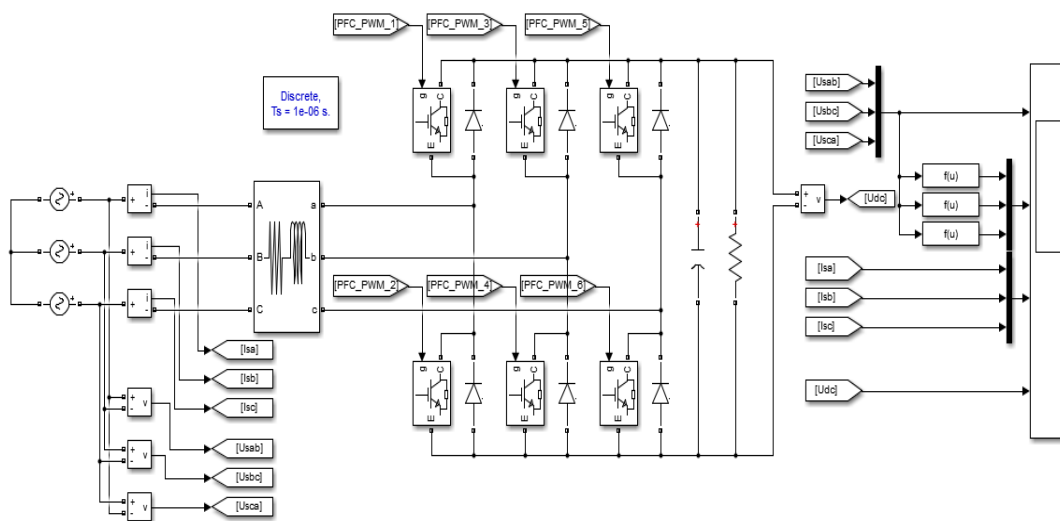 [PFC_PWM_1]
[PFC_PWM_3]
[PFC_PWM_5]
Discrete,
Ts = 1e-06 s.
g
C
E
g
C
E
g
C
E
[Usab]
[Usbc]
[Usca]
f(u)
f(u)
f(u)
+
-
v
[Udc]
[Isa]
[Isb]
[Isc]
[Udc]
+
+
+
+
-
i
+
-
i
+
-
i
A
B
C
a
b
c
+
+
[PFC_PWM_2]
[PFC_PWM_4]
[PFC_PWM_6]
g
C
E
g
C
E
g
C
E
[Isa]
[Isb]
[Isc]
+
-
v
+
-
v
+
-
v
[Usab]
[Usbc]
[Usca]